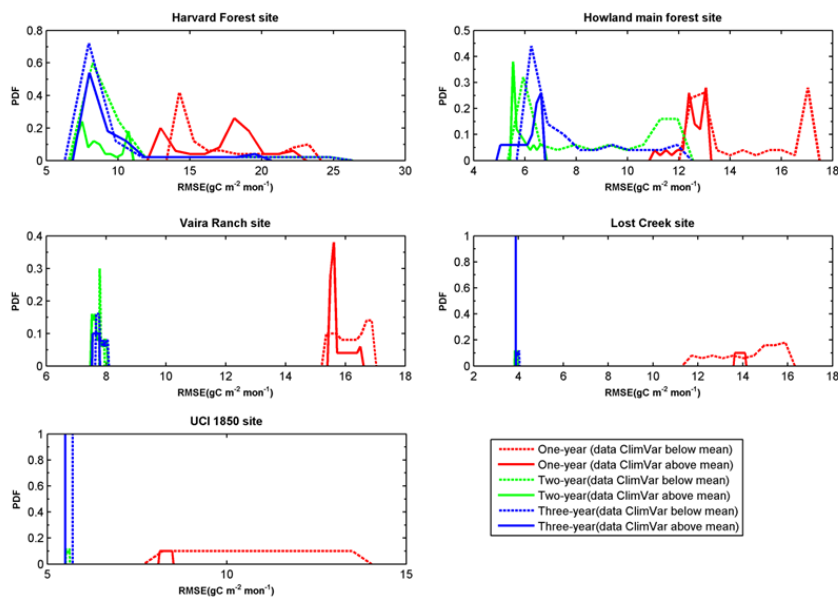 Harvard Forest site
0.8
0.6
0.4
0.2
0
PDF
5 10 15 20 25 30
RMSE(gC m-2 mon-1)
Howland main forest site
0.5
0.4
0.3
0.2
0.1
0
PDF
4 6 8 10 12 14 16 18
RMSE(gC m-2 mon-1)
Vaira Ranch site
0.4
0.3
0.2
0.1
0
PDF
6 8 10 12 14 16 18
RMSE(gC m-2 mon-1)
Lost Creek site
1
0.8
0.6
0.4
0.2
0
PDF
2 4 6 8 10 12 14 16 18
RMSE(gC m-2 mon-1)
UCI 1850 site
1
0.8
0.6
0.4
0.2
0
PDF
5 10 15
RMSE(gC m-2 mon-1)
One-year (data ClimVar below mean)
One-year (data ClimVar above mean)
Two-year(data ClimVar below mean)
Two-year(data ClimVar above mean)
Three-year(data ClimVar below mean)
Three-year(data ClimVar above mean)